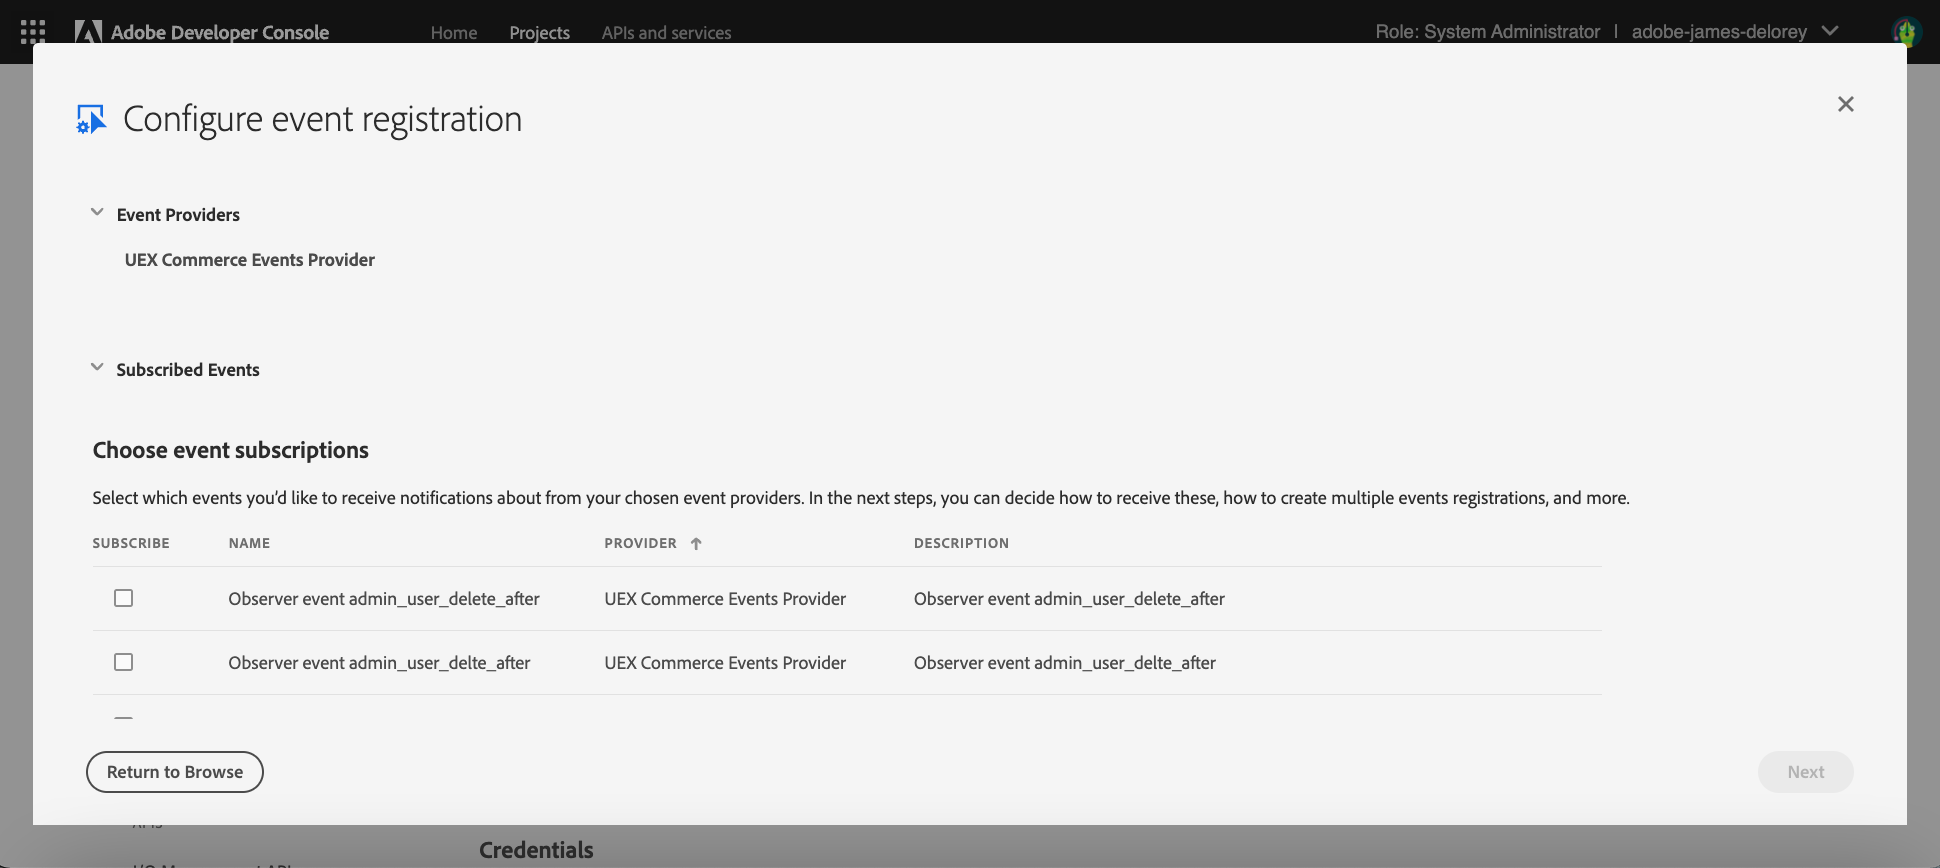 Adobe Developer Console Home Projects APIs and services Role: System Administrator | adobe-james-delorey
Configure event registration
Event Providers
UEX Commerce Events Provider
Subscribed Events
Choose event subscriptions
Select which events you'd like to receive notifications about from your chosen event providers. In the next steps, you can decide how to receive these, how to create multiple events registrations, and more.
SUBSCRIBE NAME PROVIDER DESCRIPTION
Observer event admin_user_delete_after UEX Commerce Events Provider Observer event admin_user_delete_after
Observer event admin_user_delte_after UEX Commerce Events Provider Observer event admin_user_delte_after
Return to Browse Next
Credentials